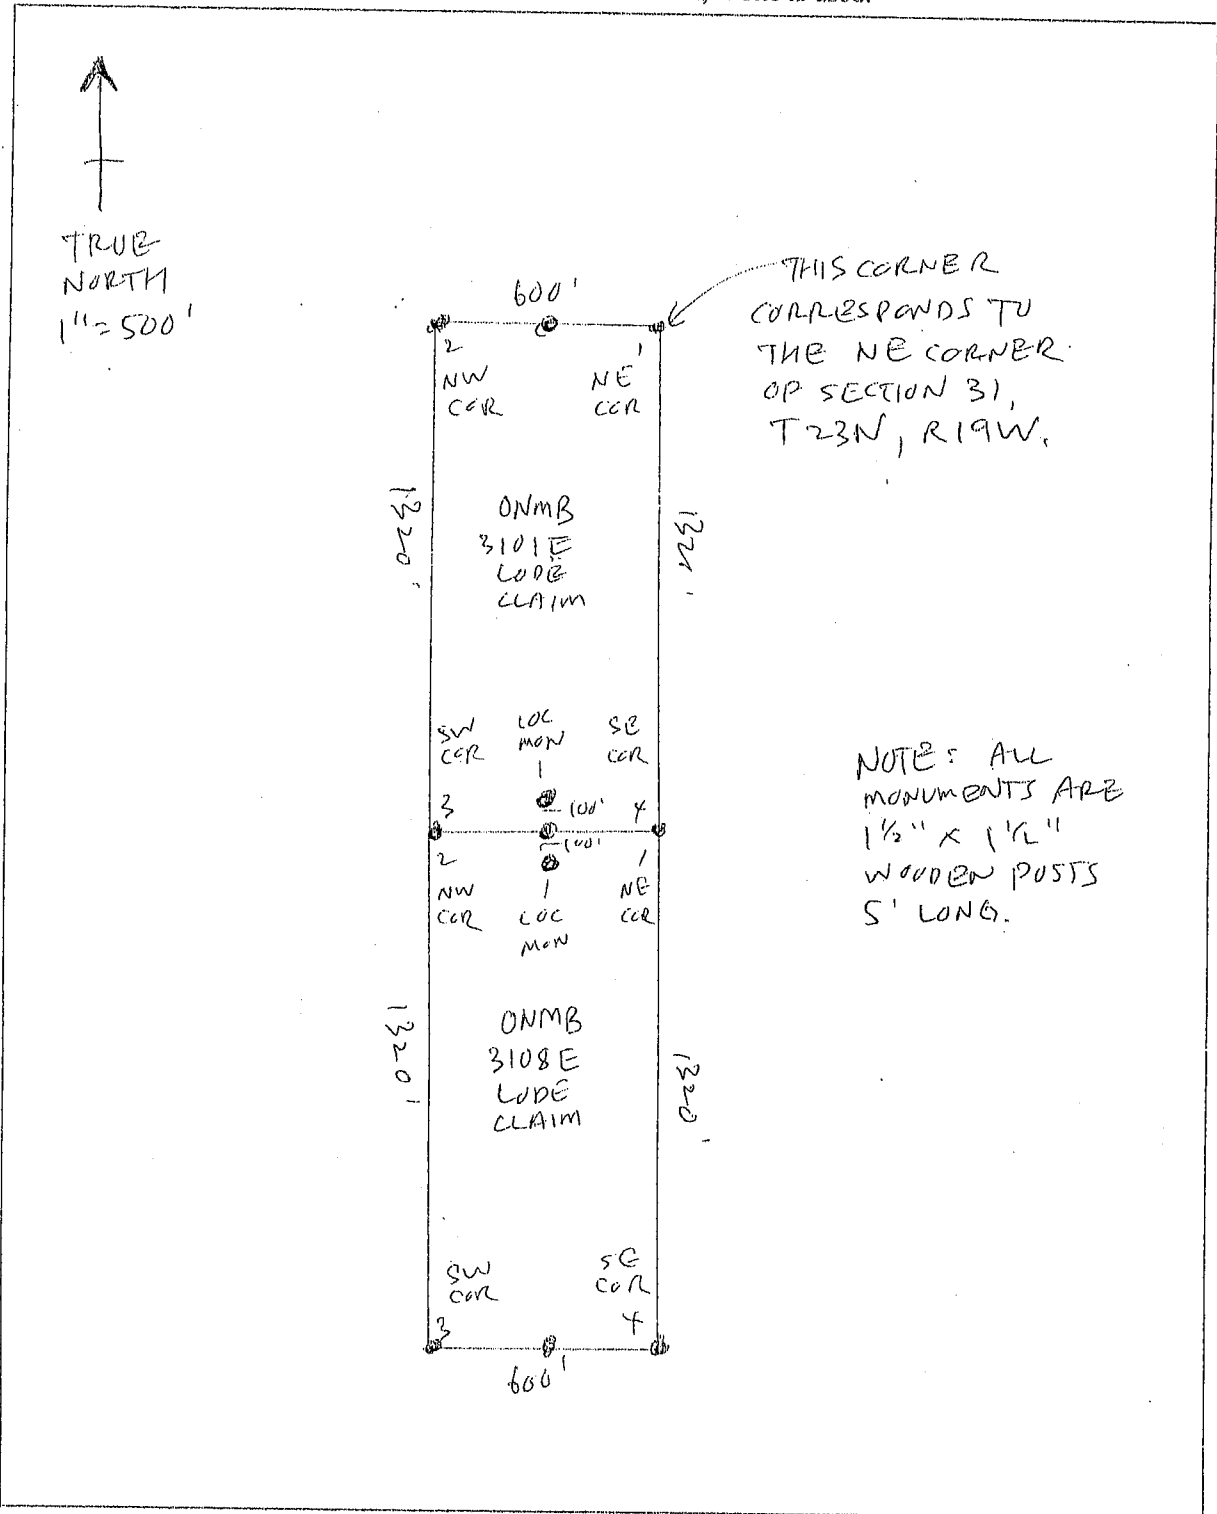 TRUE
NORTH
1"=500'
600'
THIS CORNER
CORRESPONDS TO
THE NE CORNER
OF SECTION 31,
T23N, R19W.
2
1
NW
COR
NE
COR
1320'
ONMB
3101E
LODE
CLAIM
SW
COR
LOC
MON
SE
COR
3
100'
4
100'
2
1
NW
COR
LOC
MON
NE
COR
NOTE: ALL
MONUMENTS ARE
1 1/2" x 1 1/2"
WOODEN POSTS
5' LONG.
1320'
ONMB
3108E
LODE
CLAIM
1320'
SW
COR
SE
COR
3
4
600'